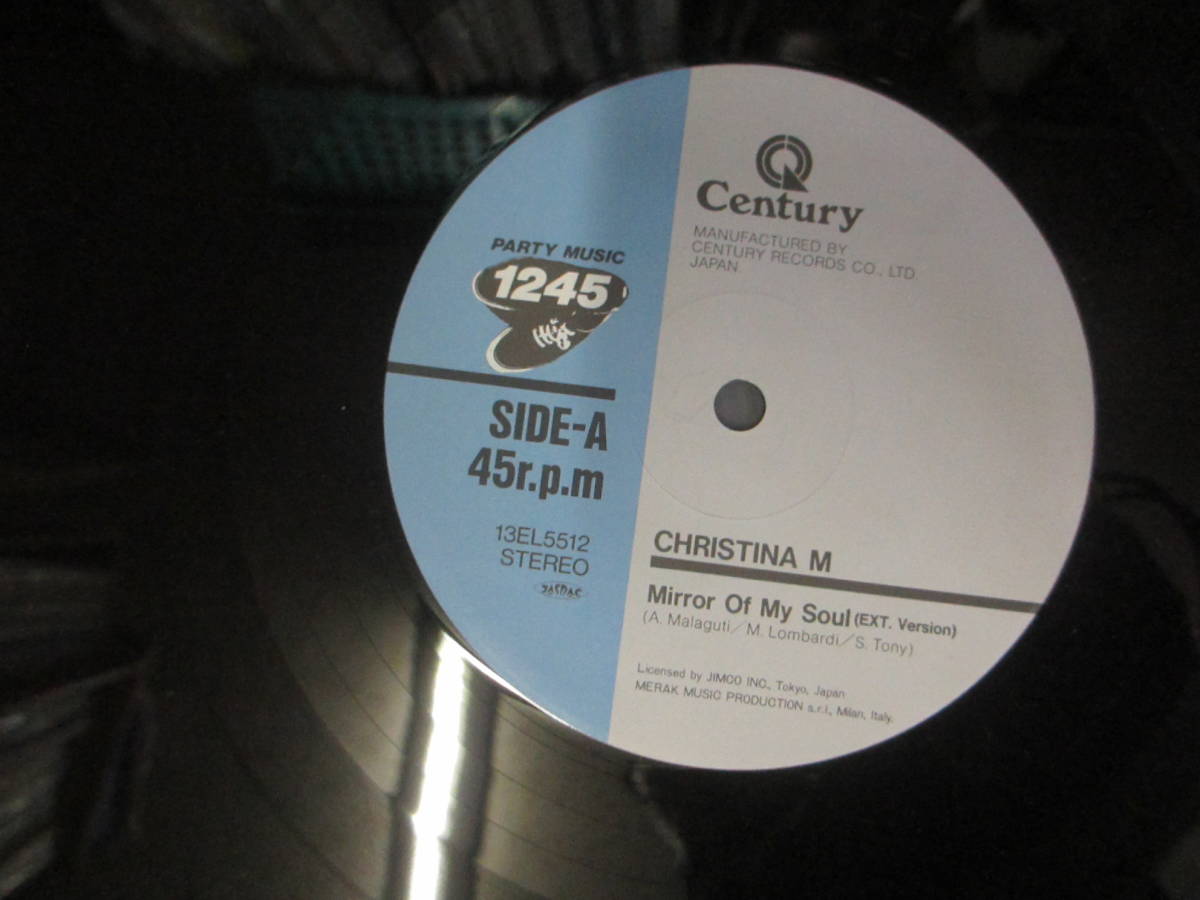 Century
MANUFACTURED BY
CENTURY RECORDS CO., LTD.
JAPAN
PARTY MUSIC
1245
SIDE-A
45r.p.m
13EL5512
STEREO
JASRAC
CHRISTINA M
Mirror Of My Soul (EXT. Version)
(A. Malaguti/M. Lombardi/S. Tony)
Licensed by JIMCO INC., Tokyo, Japan
MERAK MUSIC PRODUCTION s.r.l., Milan, Italy.